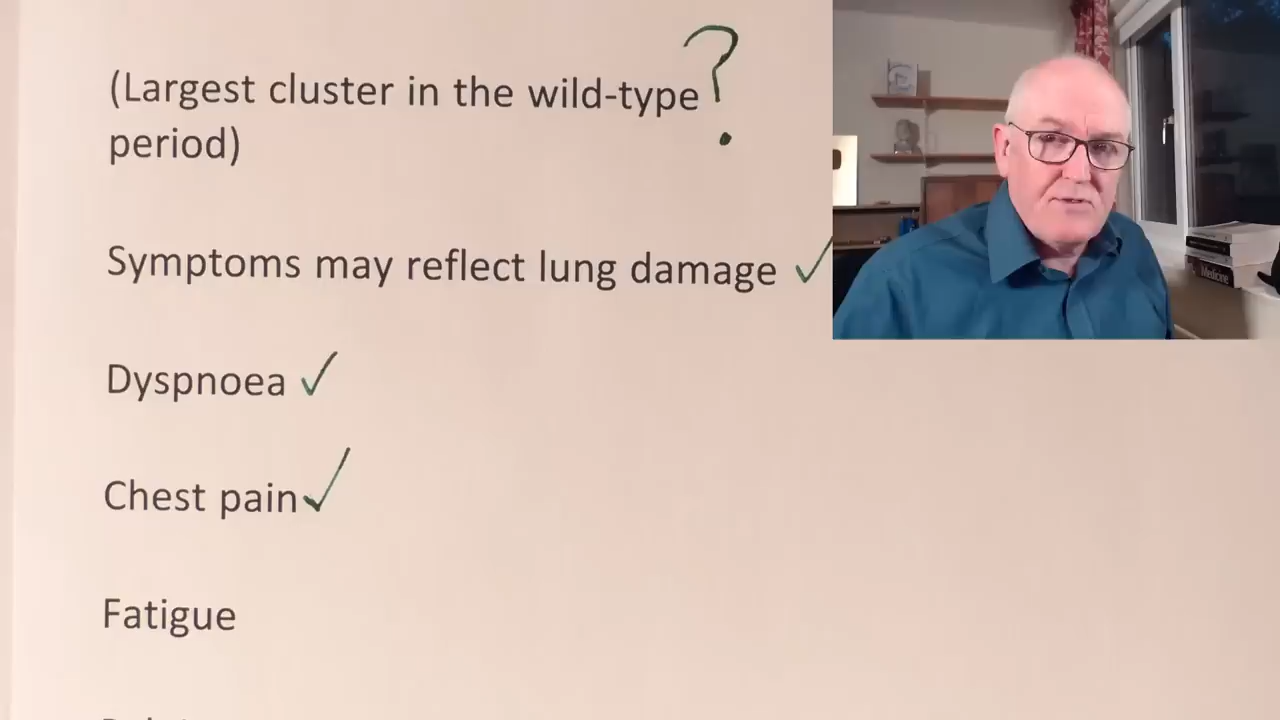 (Largest cluster in the wild-type ?
period)
Symptoms may reflect lung damage ✓
Dyspnoea ✓
Chest pain ✓
Fatigue
Medicine